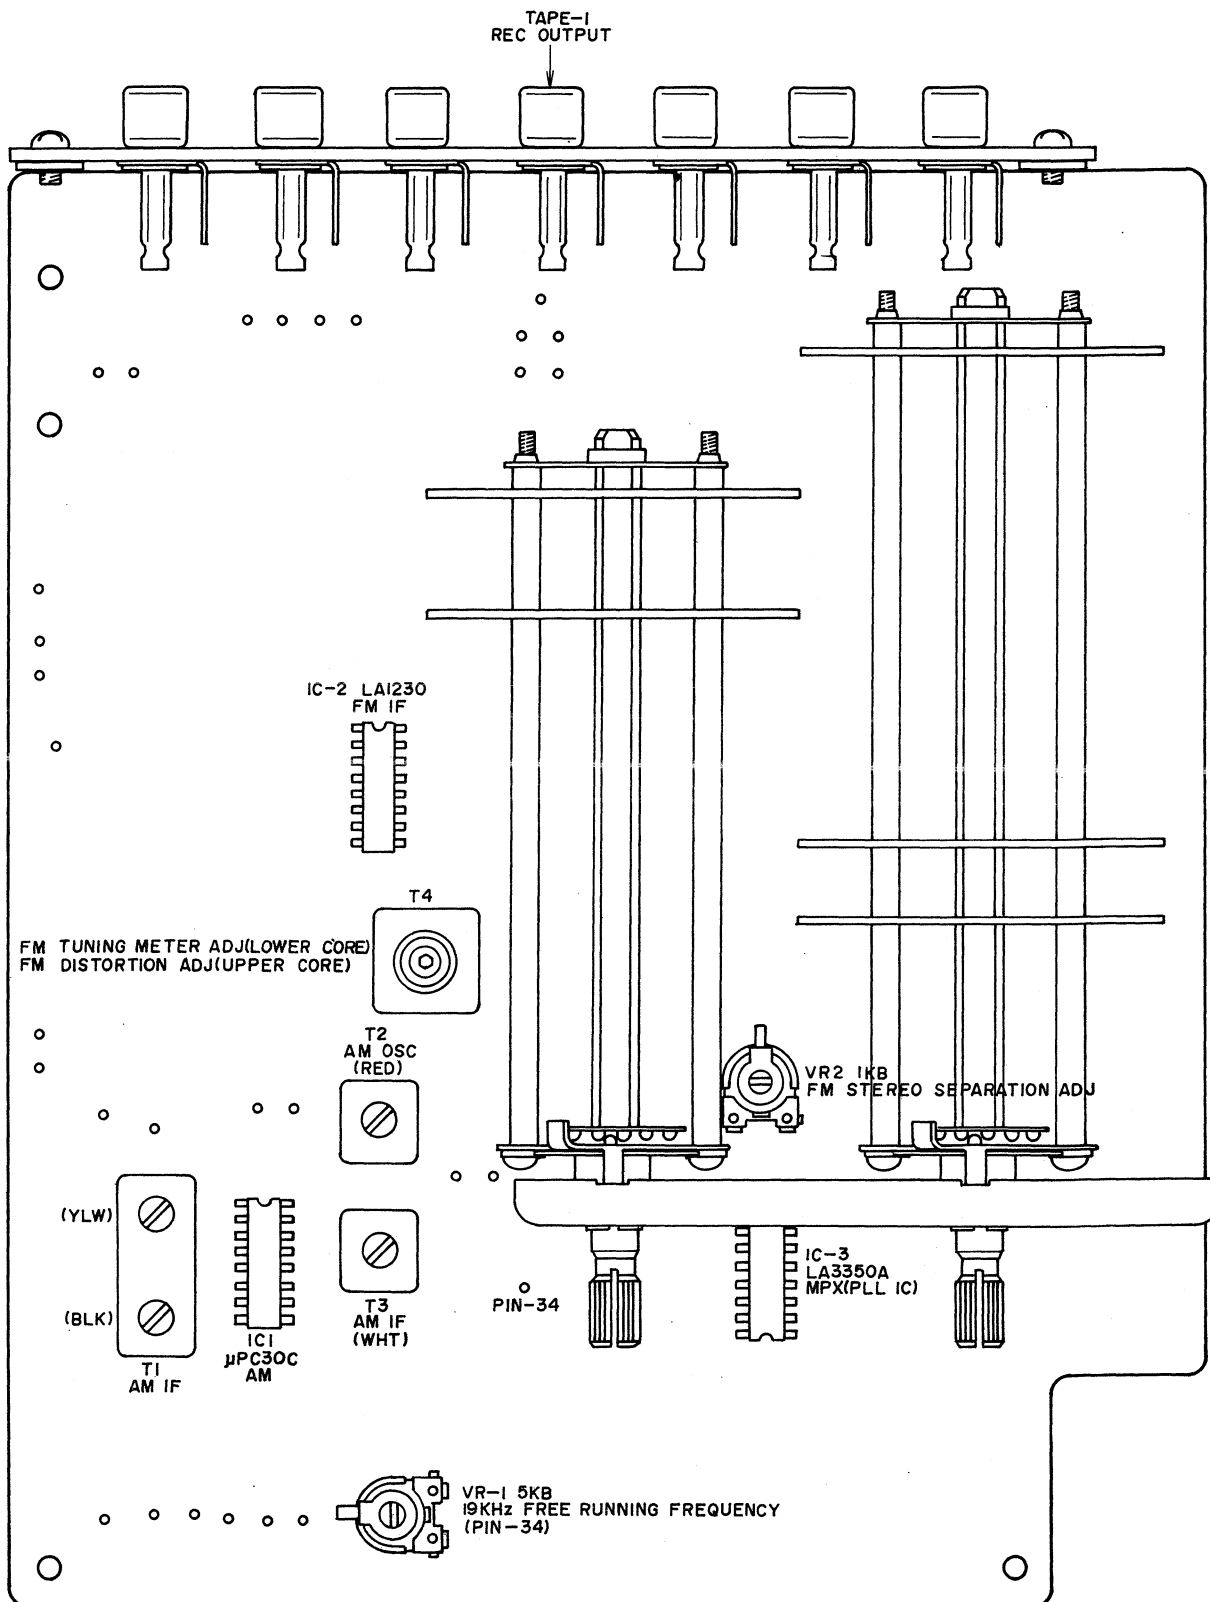 TAPE-1
REC OUTPUT
IC-2 LA1230
FM IF
T4
FM TUNING METER ADJ(LOWER CORE)
FM DISTORTION ADJ(UPPER CORE)
T2
AM OSC
(RED)
VR2 1KB
FM STEREO SEPARATION ADJ
(YLW)
(BLK)
T1
AM IF
IC1
μPC30C
AM
T3
AM IF
(WHT)
PIN-34
IC-3
LA3350A
MPX(PLL IC)
VR-1 5KB
19KHz FREE RUNNING FREQUENCY
(PIN-34)